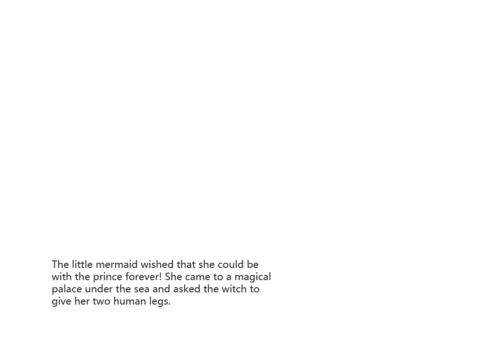 The little mermaid wished that she could be
with the prince forever! She came to a magical
palace under the sea and asked the witch to
give her two human legs.